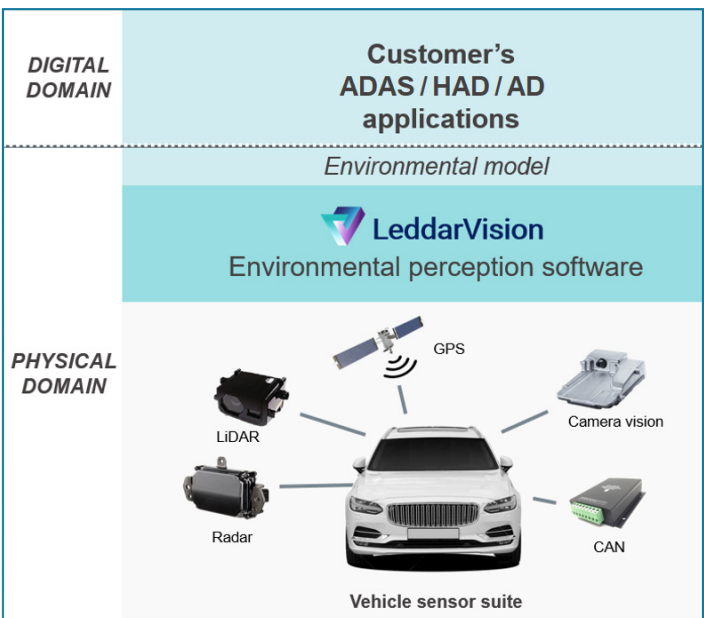 DIGITAL
DOMAIN
Customer's
ADAS / HAD / AD
applications
Environmental model
LeddarVision
Environmental perception software
PHYSICAL
DOMAIN
GPS
LiDAR
Camera vision
Radar
CAN
Vehicle sensor suite